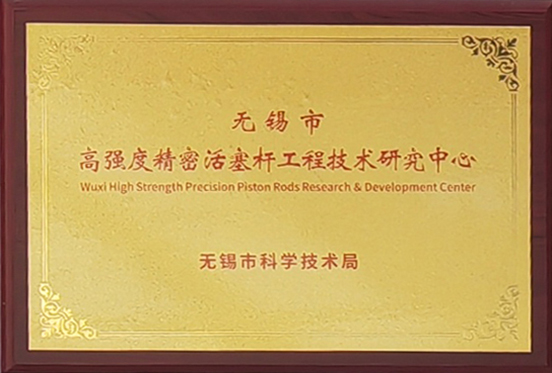 无锡市
高强度精密活塞杆工程技术研究中心
Wuxi High Strength Precision Piston Rods Research & Development Center
无锡市科学技术局